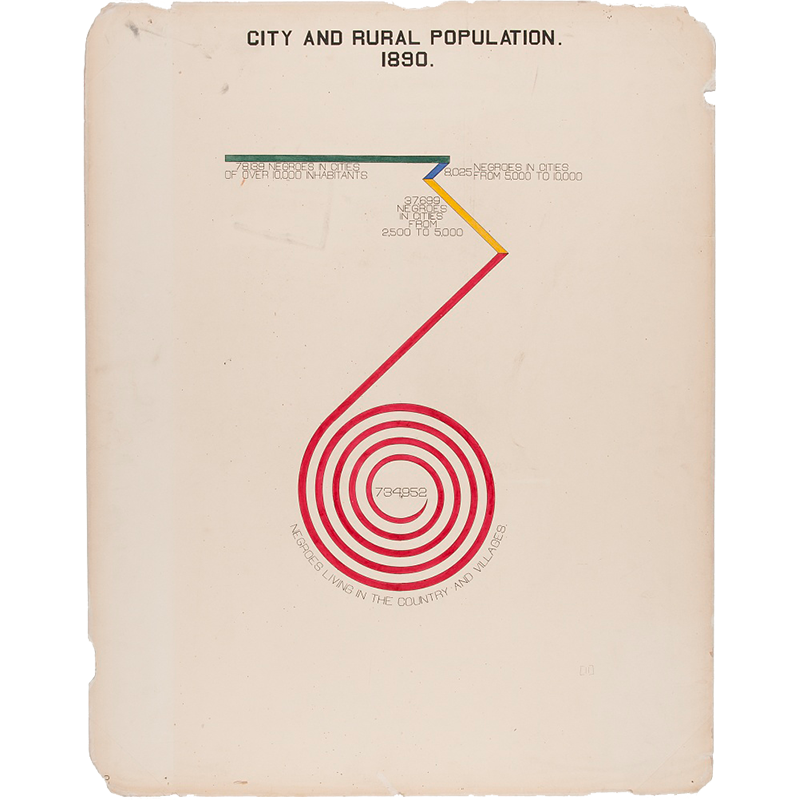 CITY AND RURAL POPULATION.
1890.
78,139 NEGROES IN CITIES
OF OVER 10,000 INHABITANTS
8,025 NEGROES IN CITIES
FROM 5,000 TO 10,000
37,699
NEGROES
IN CITIES
FROM
2,500 TO 5,000
734,952
NEGROES LIVING IN THE COUNTRY AND VILLAGES